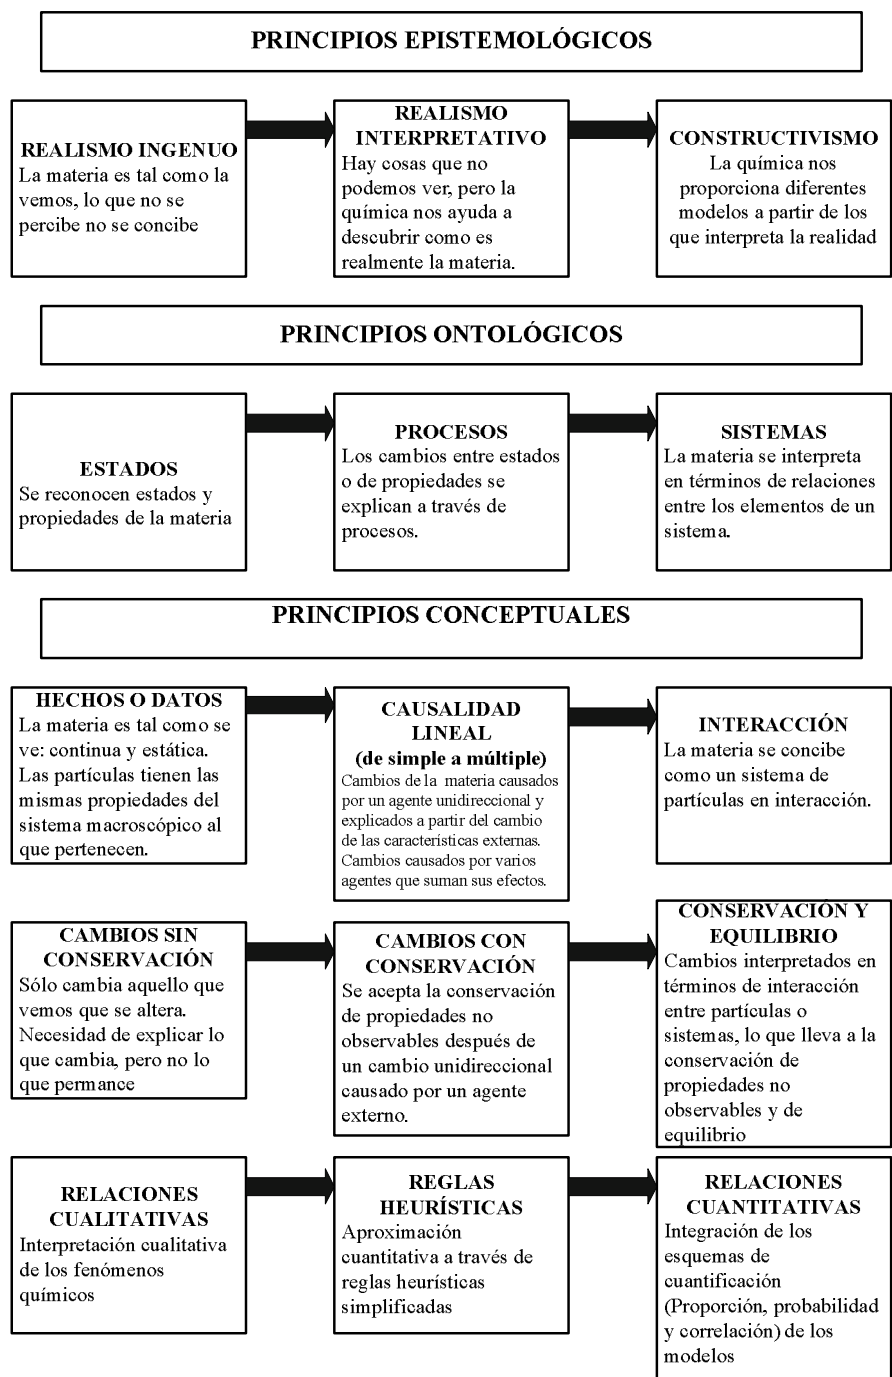 PRINCIPIOS EPISTEMOLÓGICOS
REALISMO INGENUO
La materia es tal como la
vemos, lo que no se
percibe no se concibe
REALISMO
INTERPRETATIVO
Hay cosas que no
podemos ver, pero la
química nos ayuda a
descubrir como es
realmente la materia.
CONSTRUCTIVISMO
La química nos
proporciona diferentes
modelos a partir de los
que interpreta la realidad
PRINCIPIOS ONTOLÓGICOS
ESTADOS
Se reconocen estados y
propiedades de la materia
PROCESOS
Los cambios entre estados
o de propiedades se
explican a través de
procesos.
SISTEMAS
La materia se interpreta
en términos de relaciones
entre los elementos de un
sistema.
PRINCIPIOS CONCEPTUALES
HECHOS O DATOS
La materia es tal como se
ve: continua y estática.
Las partículas tienen las
mismas propiedades del
sistema macroscópico al
que pertenecen.
CAUSALIDAD
LINEAL
(de simple a múltiple)
Cambios de la materia causados
por un agente unidireccional y
explicados a partir del cambio
de las características externas.
Cambios causados por varios
agentes que suman sus efectos.
INTERACCIÓN
La materia se concibe
como un sistema de
partículas en interacción.
CAMBIOS SIN
CONSERVACIÓN
Sólo cambia aquello que
vemos que se altera.
Necesidad de explicar lo
que cambia, pero no lo
que permance
CAMBIOS CON
CONSERVACIÓN
Se acepta la conservación
de propiedades no
observables después de
un cambio unidireccional
causado por un agente
externo.
CONSERVACIÓN Y
EQUILIBRIO
Cambios interpretados en
términos de interacción
entre partículas o
sistemas, lo que lleva a la
conservación de
propiedades no
observables y de
equilibrio
RELACIONES
CUALITATIVAS
Interpretación cualitativa
de los fenómenos
químicos
REGLAS
HEURÍSTICAS
Aproximación
cuantitativa a través de
reglas heurísticas
simplificadas
RELACIONES
CUANTITATIVAS
Integración de los
esquemas de
cuantificación
(Proporción, probabilidad
y correlación) de los
modelos